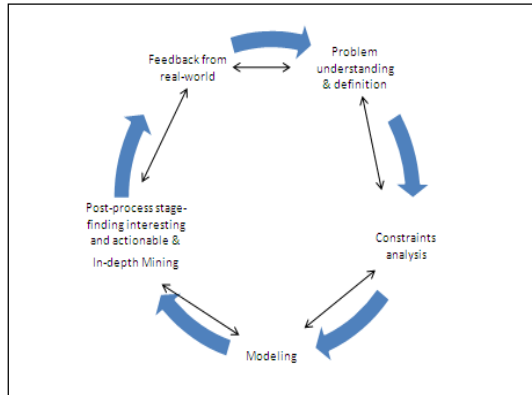 Feedback from
real-world
Problem
understanding
& definition
Constraints
analysis
Modeling
Post-process stage-
finding interesting
and actionable &
In-depth Mining